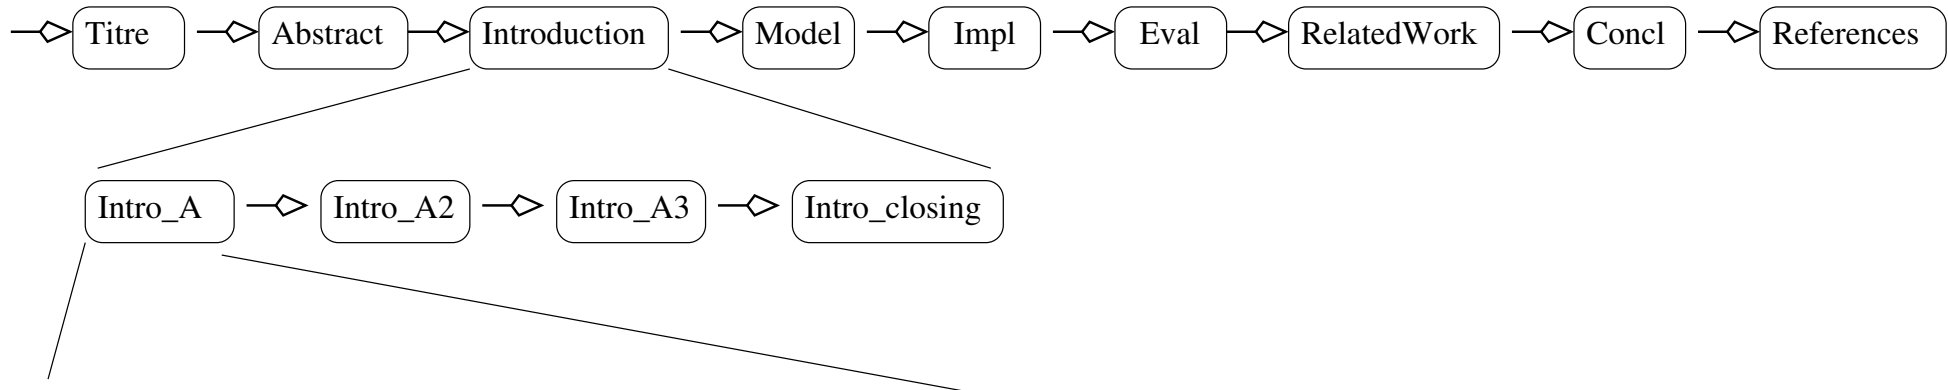 Titre Abstract Introduction Model Impl Eval RelatedWork Concl References
Intro_A Intro_A2 Intro_A3 Intro_closing